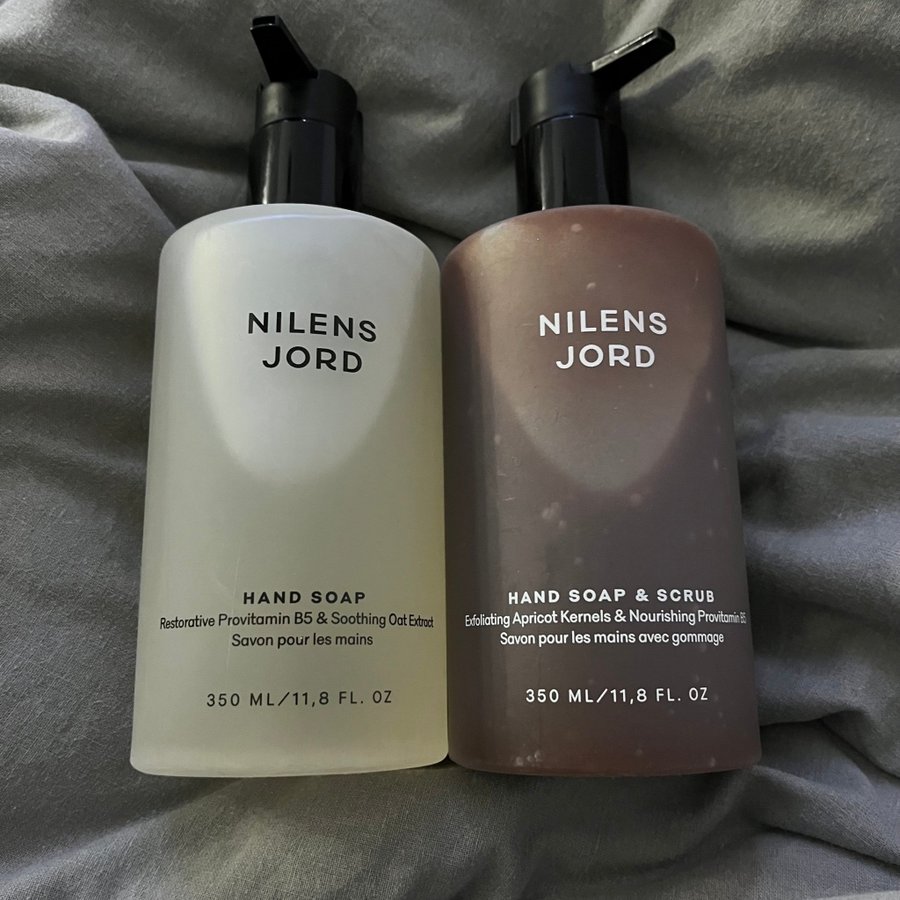 NILENS
JORD
HAND SOAP
Restorative Provitamin B5 & Soothing Oat Extract
Savon pour les mains
350 ML/11,8 FL. OZ
NILENS
JORD
HAND SOAP & SCRUB
Exfoliating Apricot Kernels & Nourishing Provitamin B5
Savon pour les mains avec gommage
350 ML/11,8 FL. OZ